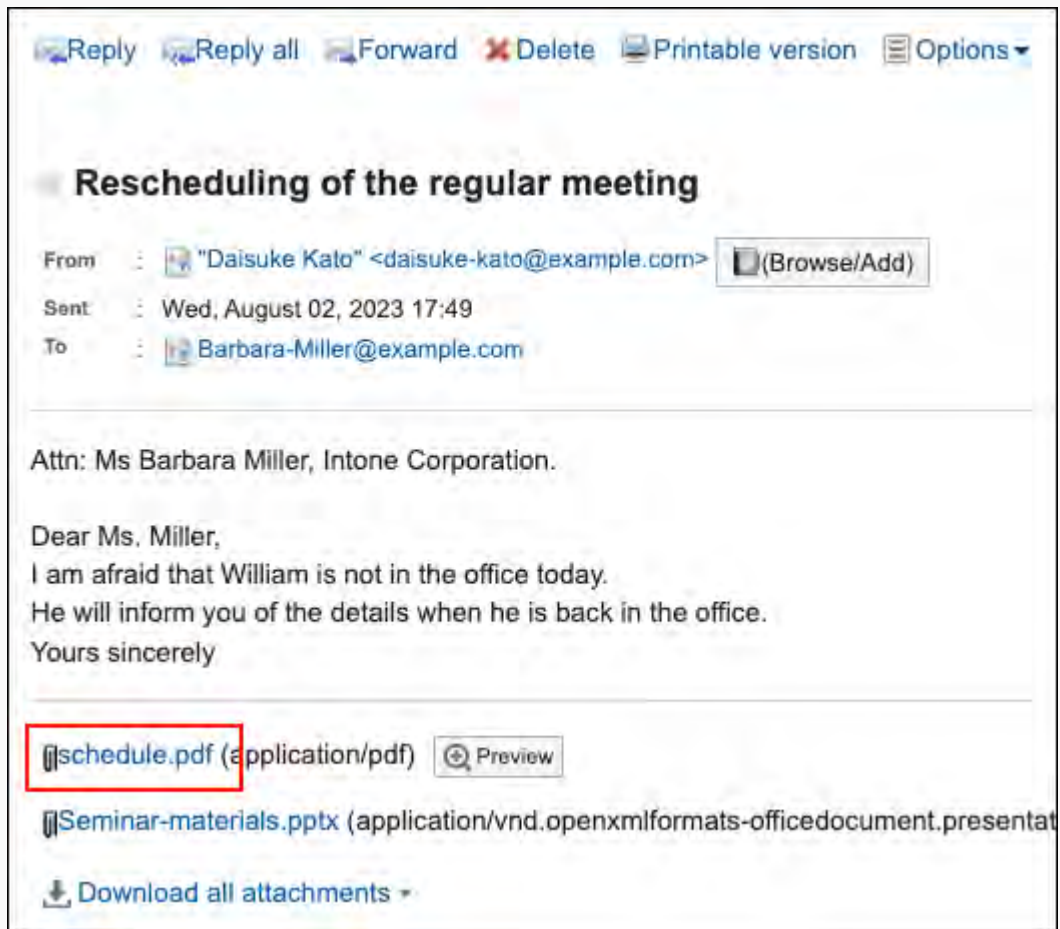 Reply Reply all Forward Delete Printable version Options
Rescheduling of the regular meeting
From : "Daisuke Kato" <daisuke-kato@example.com> (Browse/Add)
Sent : Wed, August 02, 2023 17:49
To : Barbara-Miller@example.com
Attn: Ms Barbara Miller, Intone Corporation.
Dear Ms. Miller,
I am afraid that William is not in the office today.
He will inform you of the details when he is back in the office.
Yours sincerely
schedule.pdf (application/pdf) Preview
Seminar-materials.pptx (application/vnd.openxmlformats-officedocument.presentat
Download all attachments